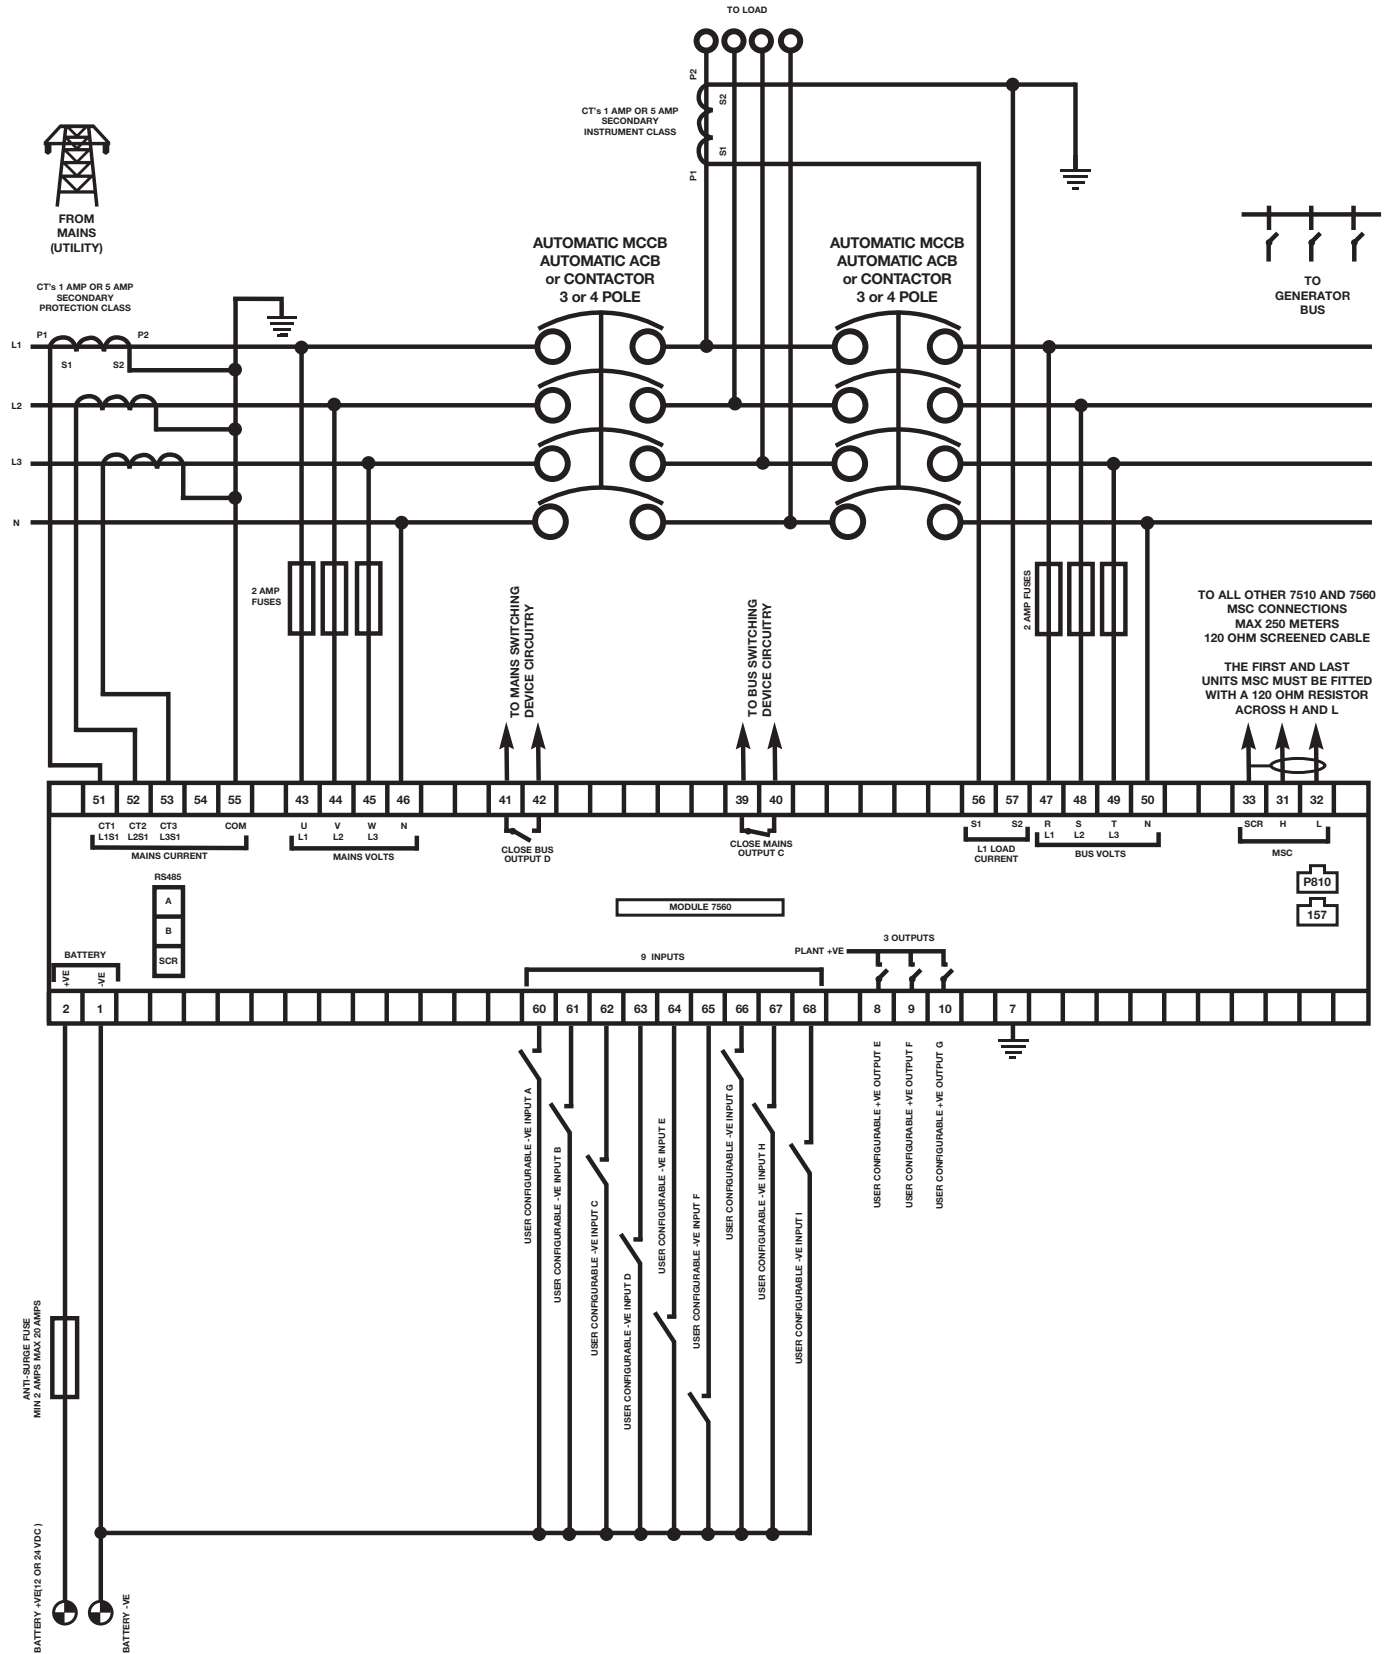 TO LOAD
P2
S2
CT's 1 AMP OR 5 AMP
SECONDARY
INSTRUMENT CLASS
S1
P1
FROM
MAINS
(UTILITY)
AUTOMATIC MCCB
AUTOMATIC ACB
or CONTACTOR
3 or 4 POLE
AUTOMATIC MCCB
AUTOMATIC ACB
or CONTACTOR
3 or 4 POLE
TO
GENERATOR
BUS
CT's 1 AMP OR 5 AMP
SECONDARY
PROTECTION CLASS
P1
P2
L1
S1
S2
L2
L3
N
2 AMP
FUSES
TO MAINS SWITCHING
DEVICE CIRCUITRY
TO BUS SWITCHING
DEVICE CIRCUITRY
2 AMP FUSES
TO ALL OTHER 7510 AND 7560
MSC CONNECTIONS
MAX 250 METERS
120 OHM SCREENED CABLE
THE FIRST AND LAST
UNITS MSC MUST BE FITTED
WITH A 120 OHM RESISTOR
ACROSS H AND L
51 52 53 54 55 43 44 45 46 41 42 39 40 56 57 47 48 49 50 33 31 32
CT1 CT2 CT3 COM U V W N S1 S2 R S T N SCR H L
L1S1 L2S1 L3S1 L1 L2 L3 L1 L2 L3
MAINS CURRENT
MAINS VOLTS
CLOSE BUS
OUTPUT D
CLOSE MAINS
OUTPUT C
L1 LOAD
CURRENT
BUS VOLTS
MSC
RS485
A
B
SCR
MODULE 7560
P810
157
BATTERY
+VE
-VE
9 INPUTS
PLANT +VE
3 OUTPUTS
2 1 60 61 62 63 64 65 66 67 68 8 9 10 7
USER CONFIGURABLE -VE INPUT A
USER CONFIGURABLE -VE INPUT B
USER CONFIGURABLE -VE INPUT C
USER CONFIGURABLE -VE INPUT D
USER CONFIGURABLE -VE INPUT E
USER CONFIGURABLE -VE INPUT F
USER CONFIGURABLE -VE INPUT G
USER CONFIGURABLE -VE INPUT H
USER CONFIGURABLE -VE INPUT I
USER CONFIGURABLE +VE OUTPUT E
USER CONFIGURABLE +VE OUTPUT F
USER CONFIGURABLE +VE OUTPUT G
ANTI-SURGE FUSE
MIN 2 AMPS MAX 20 AMPS
BATTERY +VE(12 OR 24 VDC )
BATTERY -VE